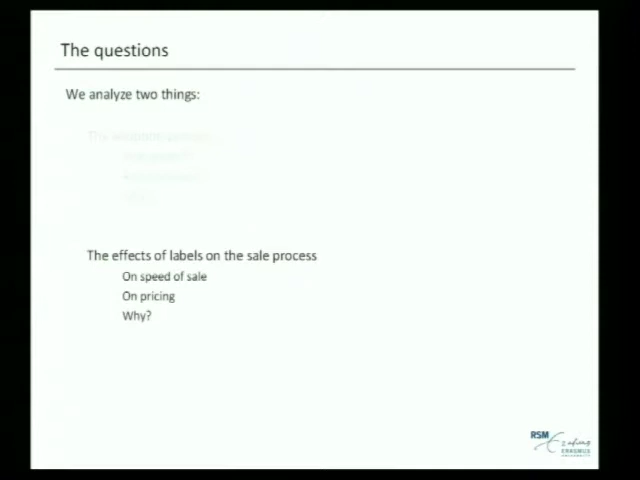 The questions
We analyze two things:
The effects of labels on the sale process
On speed of sale
On pricing
Why?
RSM
ERASMUS